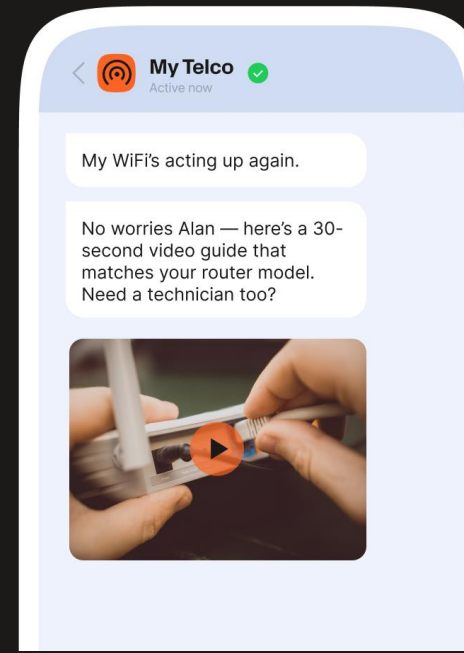 My Telco
Active now
My WiFi’s acting up again.
No worries Alan — here’s a 30-
second video guide that
matches your router model.
Need a technician too?